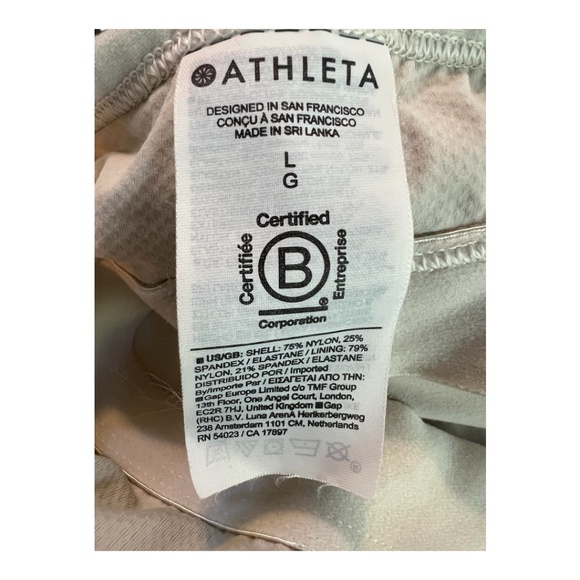 ATHLETA
DESIGNED IN SAN FRANCISCO
CONÇU À SAN FRANCISCO
MADE IN SRI LANKA
L
G
Certified
Certifiée
B
Entreprise
Corporation
US/GB: SHELL: 75% NYLON, 25%
SPANDEX / ELASTANE / LINING: 79%
NYLON, 21% SPANDEX / ELASTANE
DISTRIBUIDO POR / Imported
By/Importe Par / ΕΙΣΑΓΕΤΑΙ ΑΠΟ ΤΗΝ:
Gap Europe Limited c/o TMF Group
13th Floor, One Angel Court, London,
EC2R 7HJ, United Kingdom Gap
(RHC) B.V. Luna ArenA Herikerbergweg
238 Amsterdam 1101 CM, Netherlands
RN 54023 / CA 17897